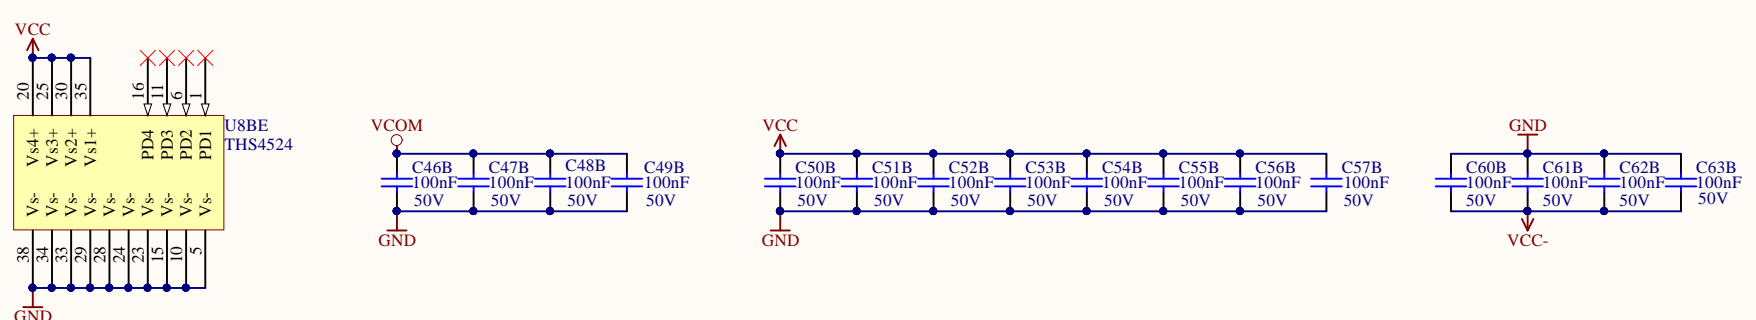 VCC
20
25
30
35
16
11
6
1
Vs4+
Vs3+
Vs2+
Vs1+
PD4
PD3
PD2
PD1
U8BE
THS4524
Vs-
Vs-
Vs-
Vs-
Vs-
Vs-
Vs-
Vs-
Vs-
Vs-
38
34
33
29
28
24
23
15
10
5
GND
VCOM
C46B
100nF
50V
C47B
100nF
50V
C48B
100nF
50V
C49B
100nF
50V
GND
VCC
C50B
100nF
50V
C51B
100nF
50V
C52B
100nF
50V
C53B
100nF
50V
C54B
100nF
50V
C55B
100nF
50V
C56B
100nF
50V
C57B
100nF
50V
GND
GND
C60B
100nF
50V
C61B
100nF
50V
C62B
100nF
50V
C63B
100nF
50V
VCC-